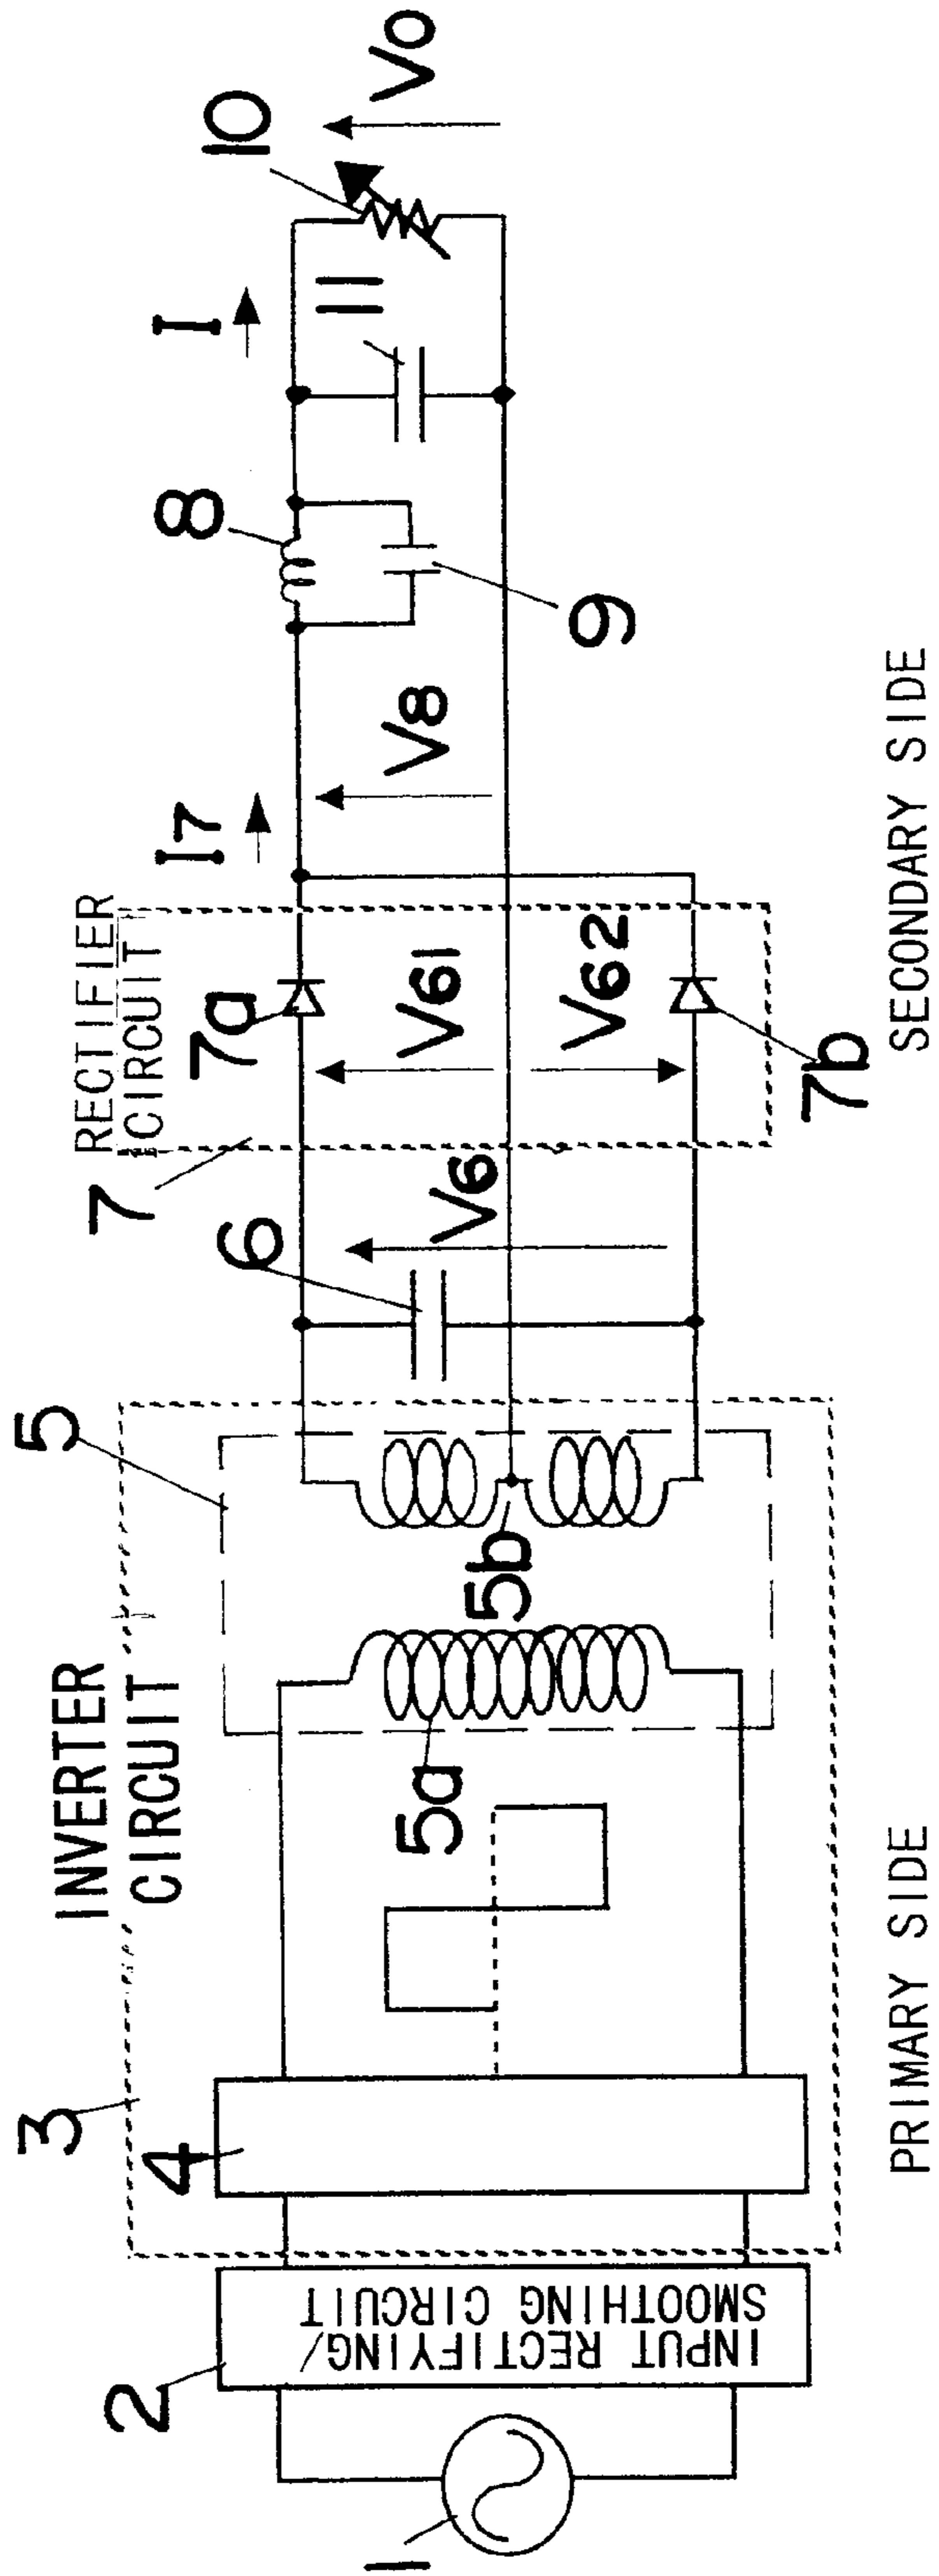 1
2
INPUT RECTIFYING/
SMOOTHING CIRCUIT
3
4
INVERTER
CIRCUIT
5
5a
5b
6
V6
7
RECTIFIER
CIRCUIT
7a
7b
V61
V62
I7
V8
8
9
I
11
10
V0
PRIMARY SIDE
SECONDARY SIDE